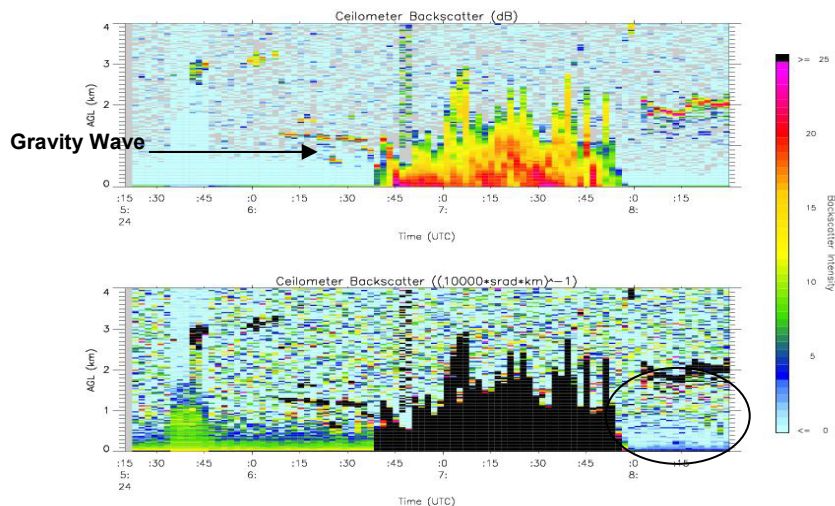 Ceilometer Backscatter (dB)
4
3
2
1
0
AGL (km)
Gravity Wave
:15 :30 :45 :0 :15 :30 :45 :0 :15 :30 :45 :0 :15
5: 6: 7: 8:
24
Time (UTC)
Ceilometer Backscatter ((10000*srad*km)^-1)
4
3
2
1
0
AGL (km)
:15 :30 :45 :0 :15 :30 :45 :0 :15 :30 :45 :0 :15
5: 6: 7: 8:
24
Time (UTC)
>= 25
20
15
10
5
<= 0
Backscatter Intensity